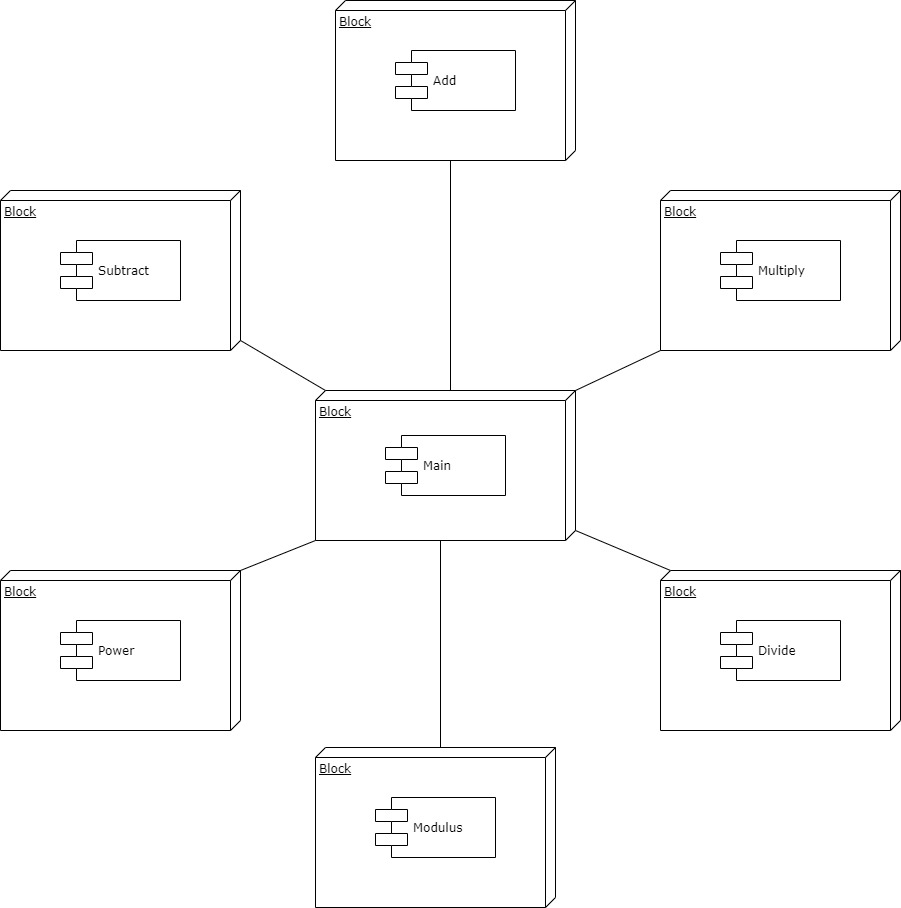 Block
Add
Block
Subtract
Block
Multiply
Block
Main
Block
Power
Block
Divide
Block
Modulus